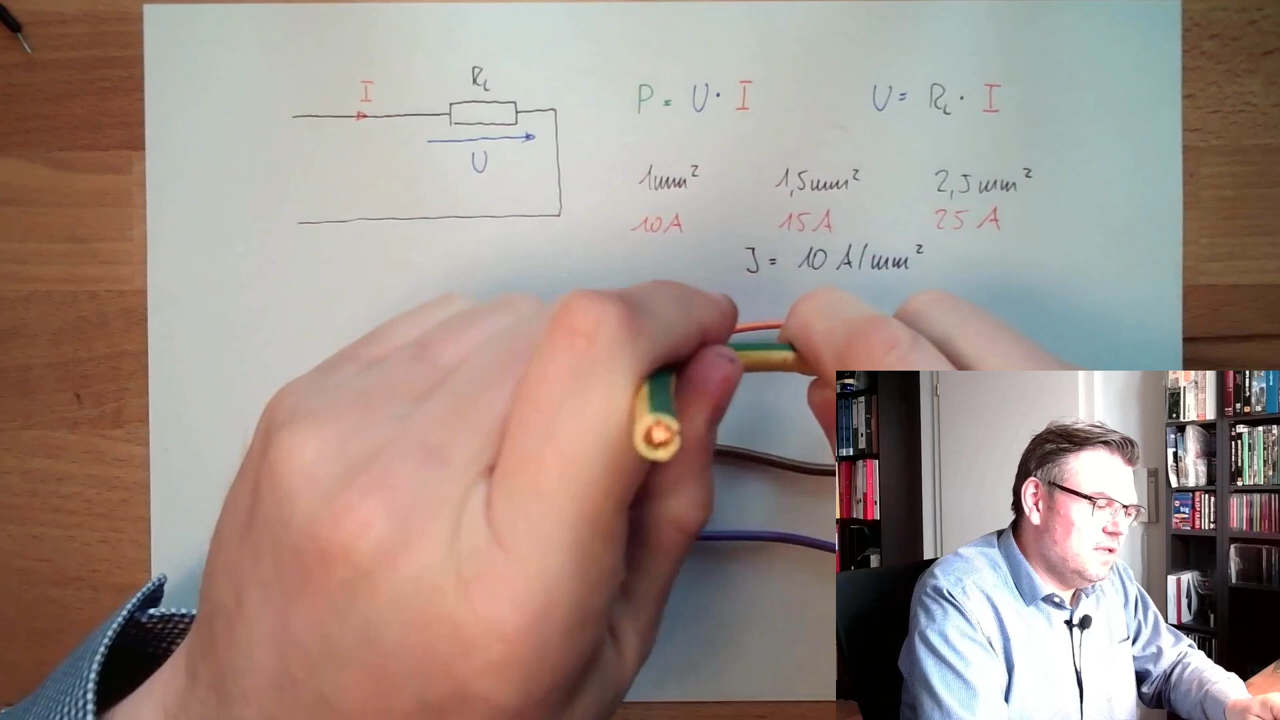 I
R_L
U
P = U · I
U = R_L · I
1mm² 1,5mm² 2,5mm²
10A 15A 25A
J = 10 A/mm²